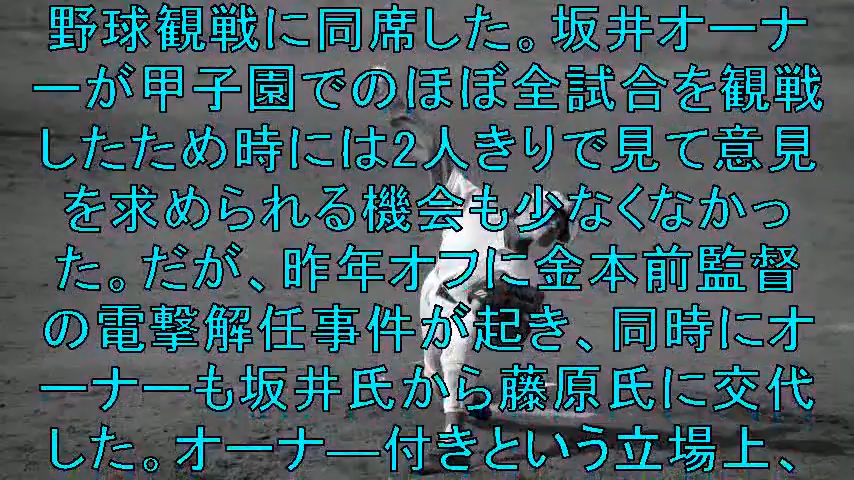 野球観戦に同席した。坂井オーナ
ーが甲子園でのほぼ全試合を観戦
したため時には2人きりで見て意見
を求められる機会も少なくなかっ
た。だが、昨年オフに金本前監督
の電撃解任事件が起き、同時にオ
ーナーも坂井氏から藤原氏に交代
した。オーナ―付きという立場上、